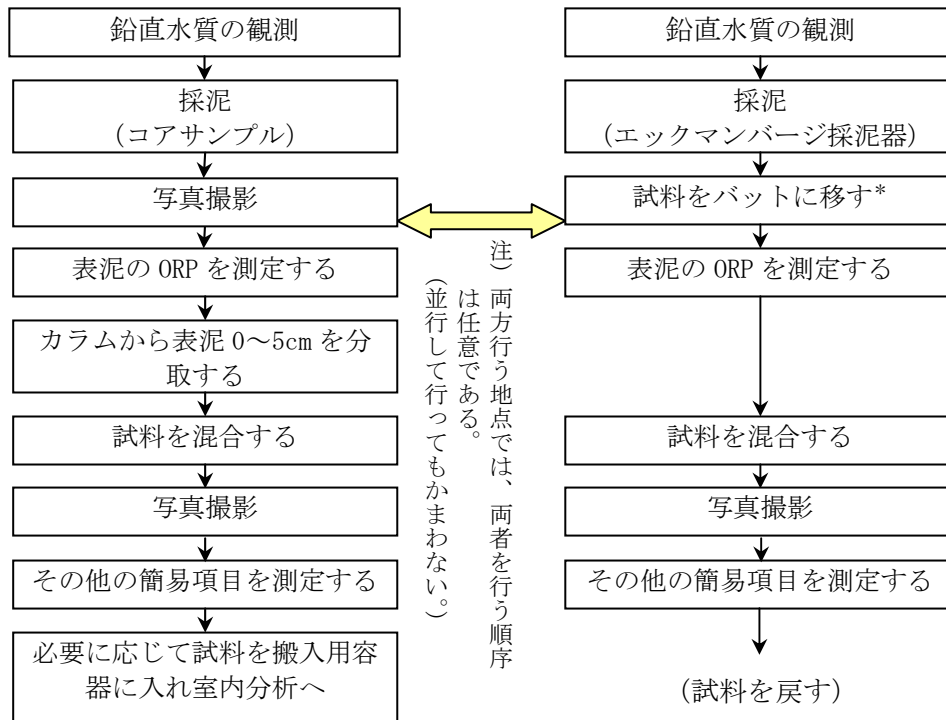 鉛直水質の観測
採泥
(コアサンプル)
写真撮影
表泥の ORP を測定する
カラムから表泥 0～5cm を分
取する
試料を混合する
写真撮影
その他の簡易項目を測定する
必要に応じて試料を搬入用容
器に入れ室内分析へ
注) 両方行う地点では、両者を行う順序
は任意である。
(並行して行ってもかまわない。)
鉛直水質の観測
採泥
(エックマンバージ採泥器)
試料をバットに移す*
表泥の ORP を測定する
試料を混合する
写真撮影
その他の簡易項目を測定する
(試料を戻す)